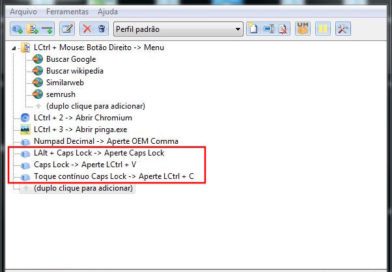 Arquivo Ferramentas Ajuda
Perfil padrão
LCtrl + Mouse: Botão Direito -> Menu
Buscar Google
Buscar wikipedia
Similarweb
semrush
(duplo clique para adicionar)
LCtrl + 2 -> Abrir Chromium
LCtrl + 3 -> Abrir pinga.exe
Numpad Decimal -> Aperte OEM Comma
LAlt + Caps Lock -> Aperte Caps Lock
Caps Lock -> Aperte LCtrl + V
Toque contínuo Caps Lock -> Aperte LCtrl + C
(duplo clique para adicionar)